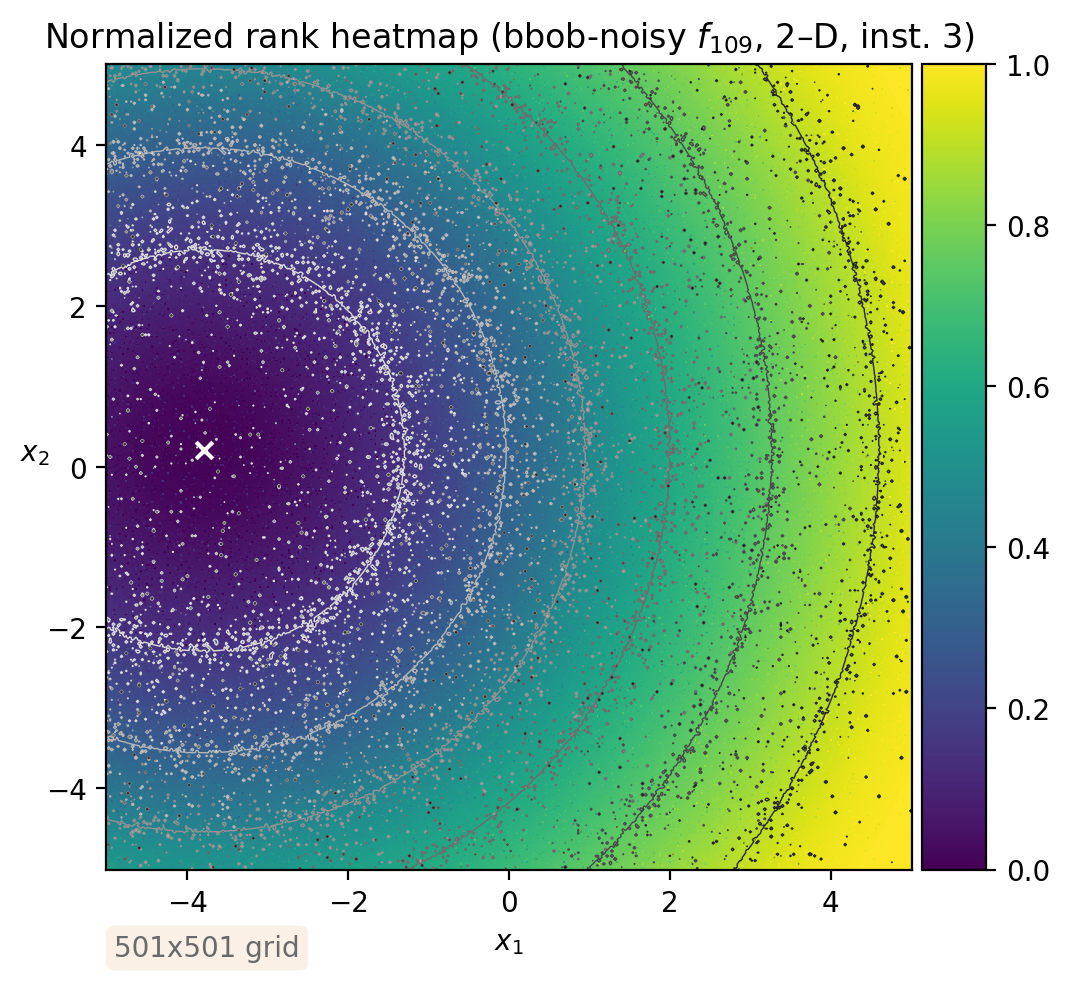 Normalized rank heatmap (bbob-noisy f₁₀₉, 2–D, inst. 3)
4
2
0
−2
−4
x₂
−4 −2 0 2 4
x₁
1.0
0.8
0.6
0.4
0.2
0.0
501x501 grid